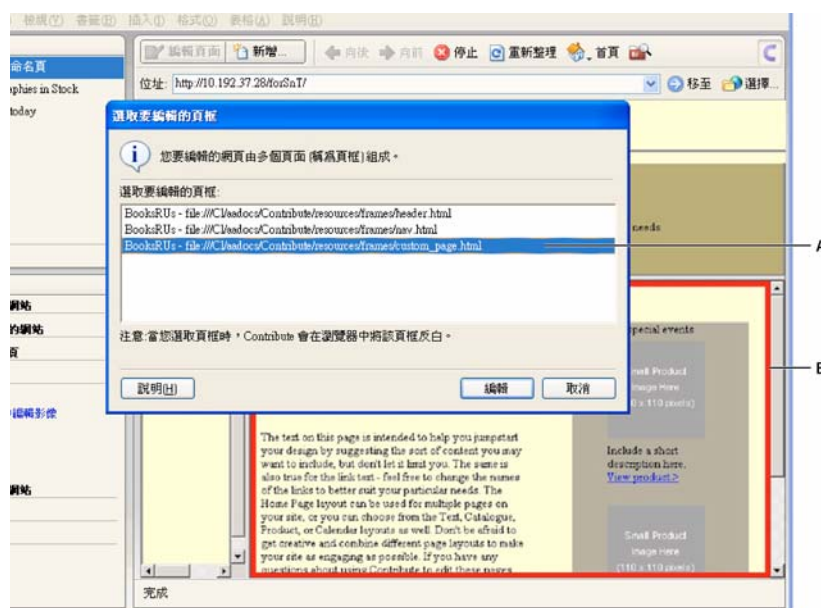 檢視(V) 書籤(B) 插入(I) 格式(O) 表格(A) 說明(H)
編輯頁面 新增... 向後 向前 停止 重新整理 首頁
命名頁
aphies in Stock
today
位址: http://10.192.37.28/forSnT/ 移至 選擇...
選取要編輯的頁框
您要編輯的網頁由多個頁面 (稱為頁框) 組成。
選取要編輯的頁框:
BooksRUs - file:///C|/aadocs/Contribute/resources/frames/header.html
BooksRUs - file:///C|/aadocs/Contribute/resources/frames/nav.html
BooksRUs - file:///C|/aadocs/Contribute/resources/frames/custom_page.html
注意:當您選取頁框時，Contribute 會在瀏覽器中將該頁框反白。
說明(H) 編輯 取消
needs
A
B
網站
的網站
頁
編輯影像
網站
special events
Small Product
Image Here
(110 x 110 pixels)
Include a short
description here.
View product >
The text on this page is intended to help you jumpstart
your design by suggesting the sort of content you may
want to include, but don't let it limit you. The same is
also true for the link text - feel free to change the names
of the links to better suit your particular needs. The
Home Page layout can be used for multiple pages on
your site, or you can choose from the Text, Catalogue,
Product, or Calendar layouts as well. Don't be afraid to
get creative and combine different page layouts to make
your site as engaging as possible. If you have any
questions about using Contribute to edit these pages
Small Product
Image Here
(110 x 110 pixels)
完成